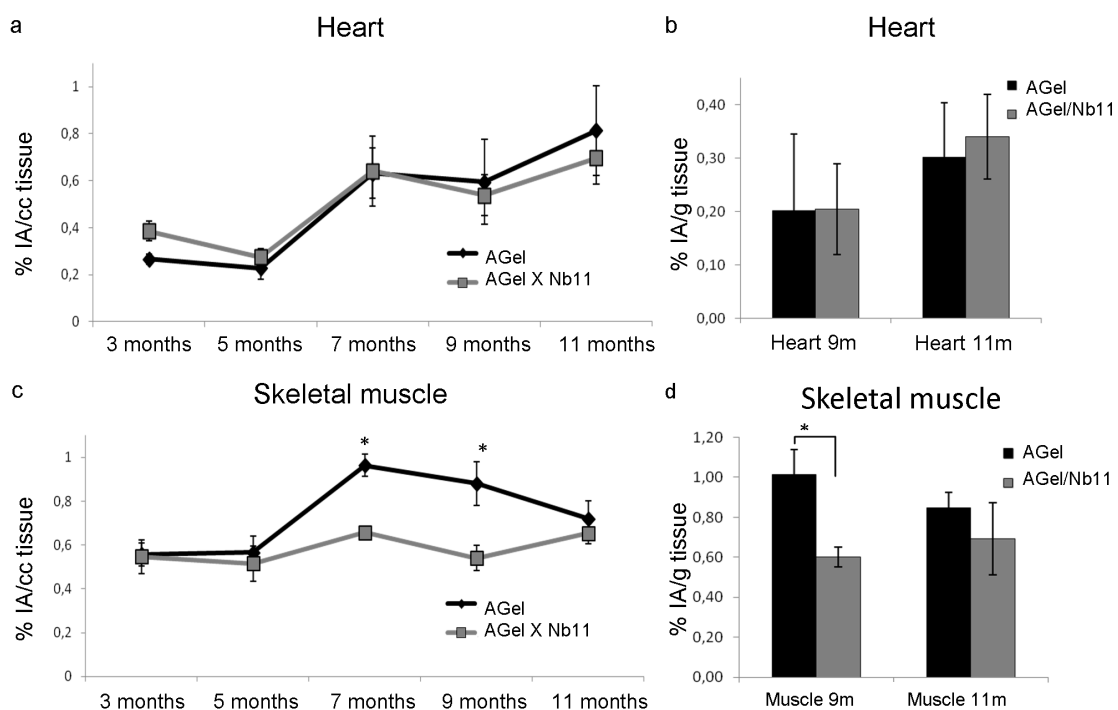 a
Heart
% IA/cc tissue
1
0,8
0,6
0,4
0,2
0
AGel
AGel X Nb11
3 months 5 months 7 months 9 months 11 months
b
Heart
% IA/g tissue
0,40
0,30
0,20
0,10
0,00
AGel
AGel/Nb11
Heart 9m Heart 11m
c
Skeletal muscle
% IA/cc tissue
1
0,8
0,6
0,4
0,2
0
* *
AGel
AGel X Nb11
3 months 5 months 7 months 9 months 11 months
d
Skeletal muscle
% IA/g tissue
1,20
1,00
0,80
0,60
0,40
0,20
0,00
*
AGel
AGel/Nb11
Muscle 9m Muscle 11m